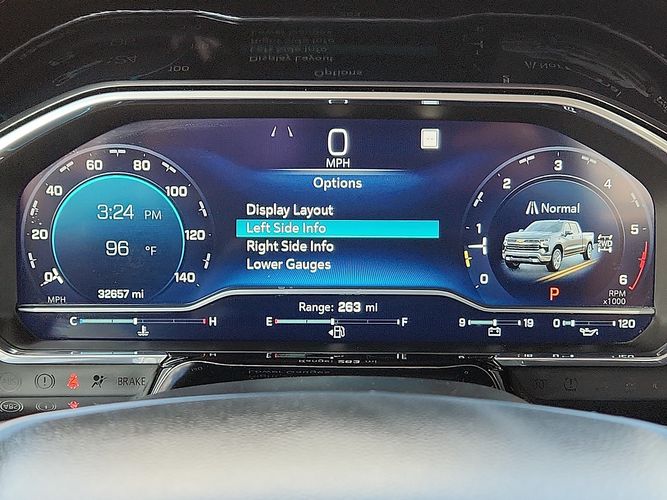 0
MPH
Options
Display Layout
Left Side Info
Right Side Info
Lower Gauges
Range: 263 mi
0 20 40 60 80 100 120 140
MPH
3:24 PM
96 °F
32657 mi
0 1 2 3 4 5 6
Normal
2WD
P
RPM
x1000
C H
E F
9 19
0 120
BRAKE
ABS